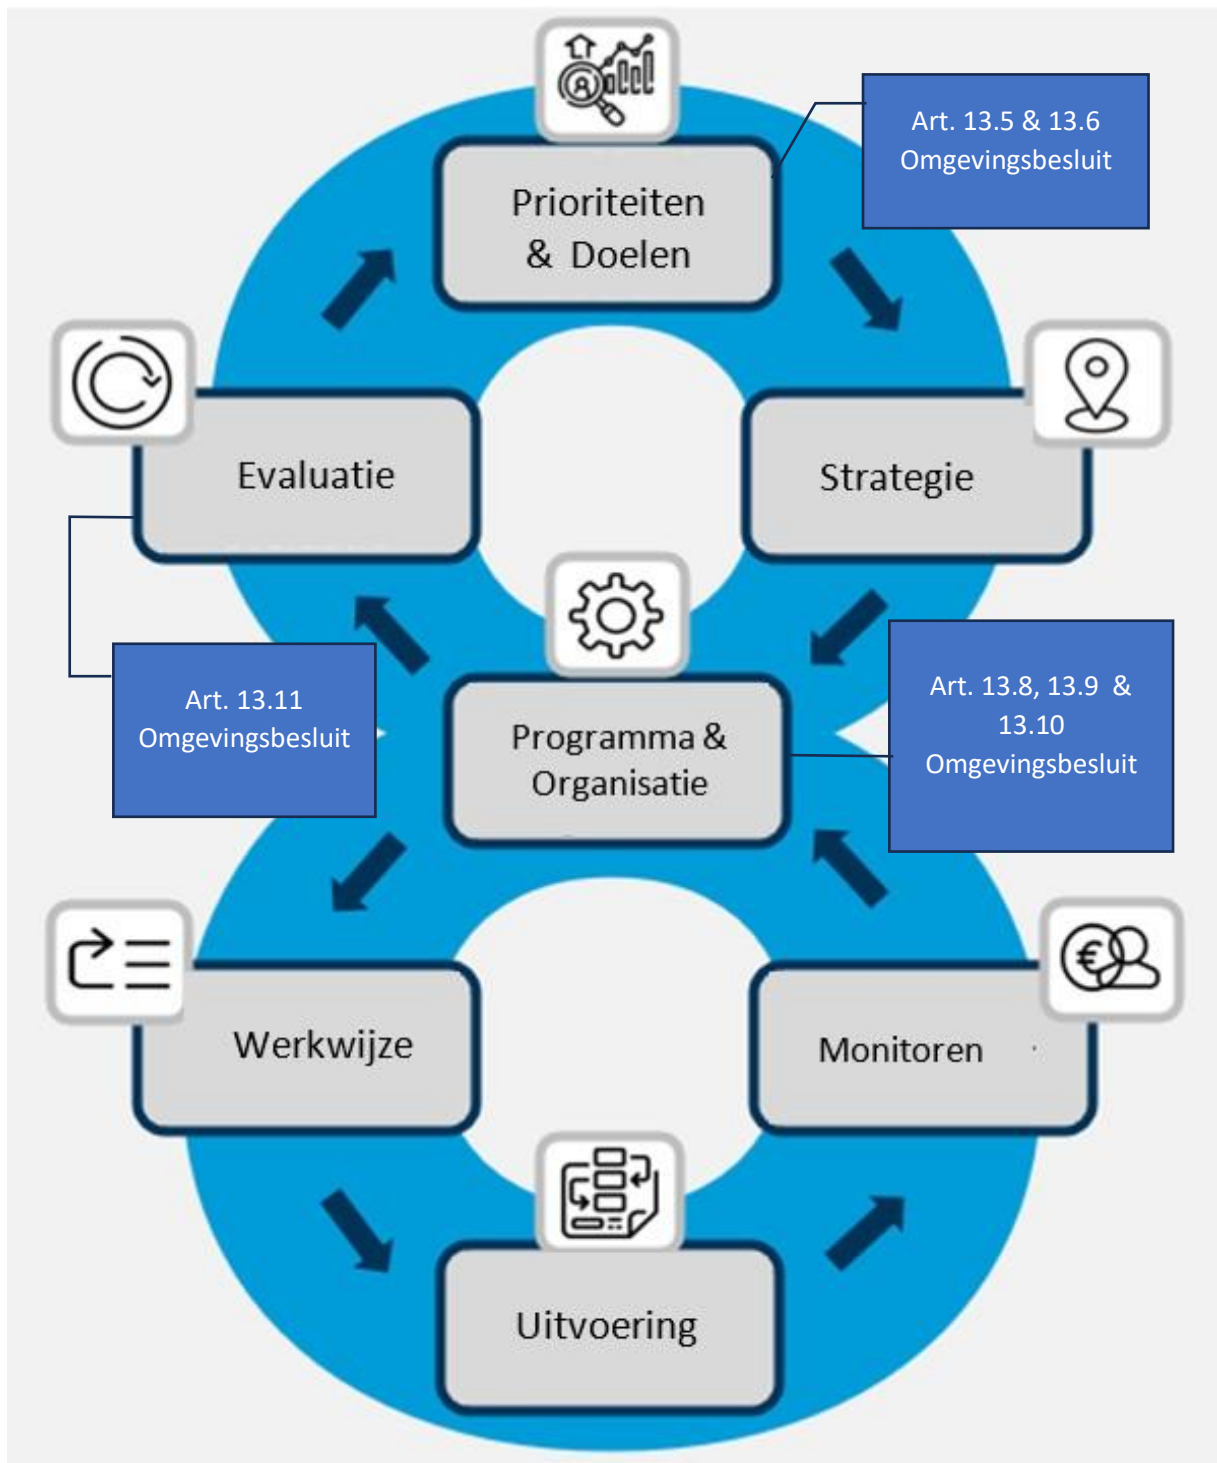 Art. 13.5 & 13.6
Omgevingsbesluit
Prioriteiten
& Doelen
Evaluatie
Strategie
Art. 13.11
Omgevingsbesluit
Programma &
Organisatie
Art. 13.8, 13.9 &
13.10
Omgevingsbesluit
€
Werkwijze
Monitoren
Uitvoering